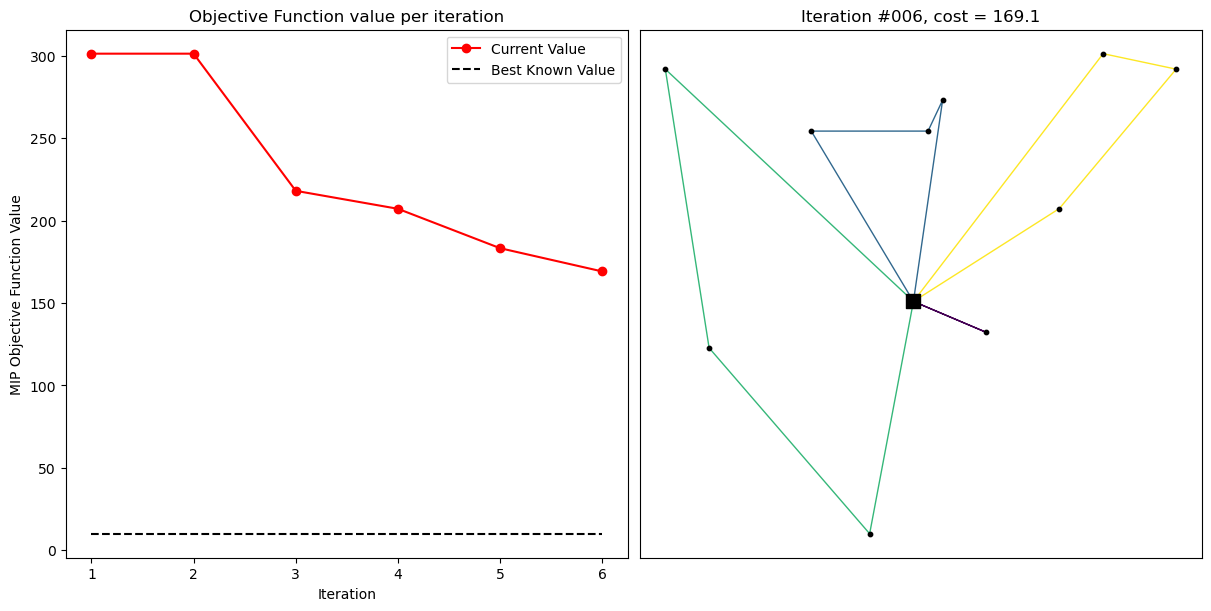 Objective Function value per iteration
MIP Objective Function Value
300
250
200
150
100
50
0
1 2 3 4 5 6
Iteration
Current Value
Best Known Value
Iteration #006, cost = 169.1